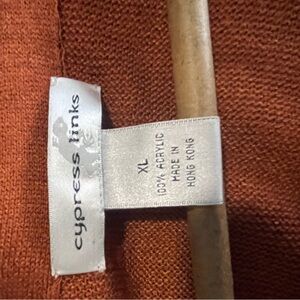 cypress links
XL
100% ACRYLIC
MADE IN
HONG KONG